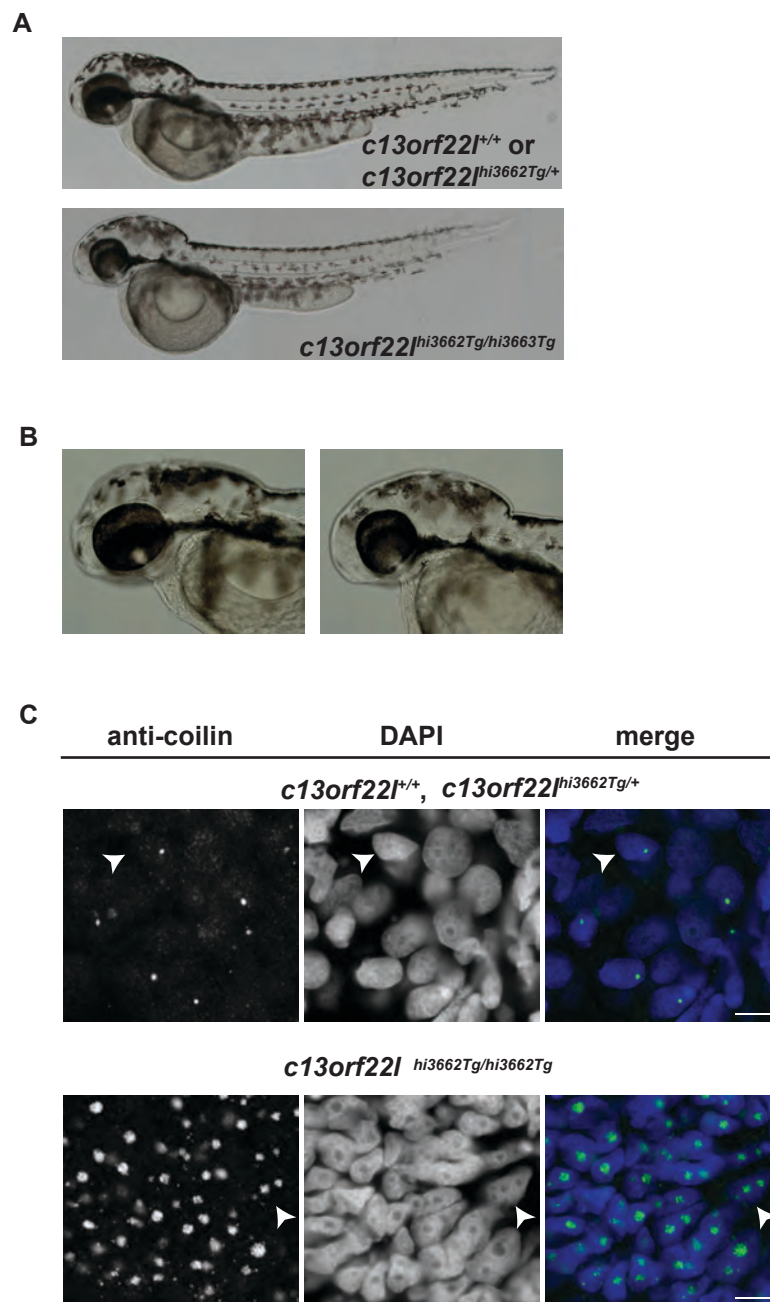 A
c13orf22l+/+ or
c13orf22lhi3662Tg/+
c13orf22lhi3662Tg/hi3663Tg
B
C
anti-coilin DAPI merge
c13orf22l+/+, c13orf22lhi3662Tg/+
c13orf22l hi3662Tg/hi3662Tg